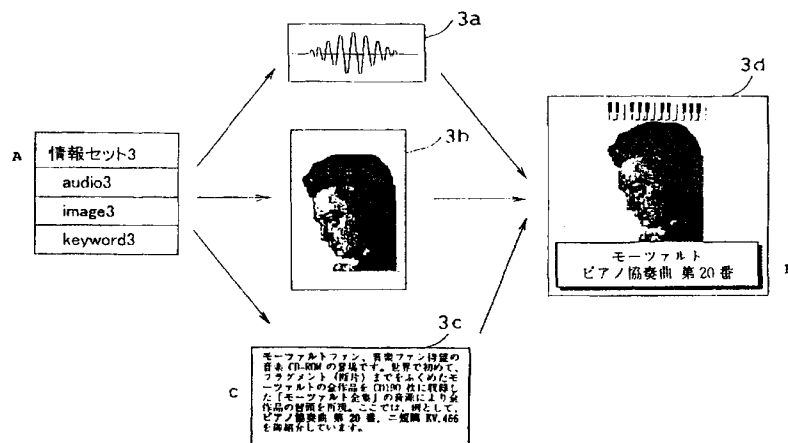 3a
3d
3b
A
情報セット3
audio3
image3
keyword3
モーツァルト
ピアノ協奏曲 第20番
3c
C
モーツァルトファン、音楽ファン待望の
音楽CD-ROMの登場です。世界で初めて、
フラグメント(断片)までをふくめたモ
ーツァルトの全作品をCD190枚に収録し
た「モーツァルト全集」の音源により全
作品の冒頭を再現。ここでは、例として、
ピアノ協奏曲 第20番、ニ短調 KV.466
を御紹介しています。